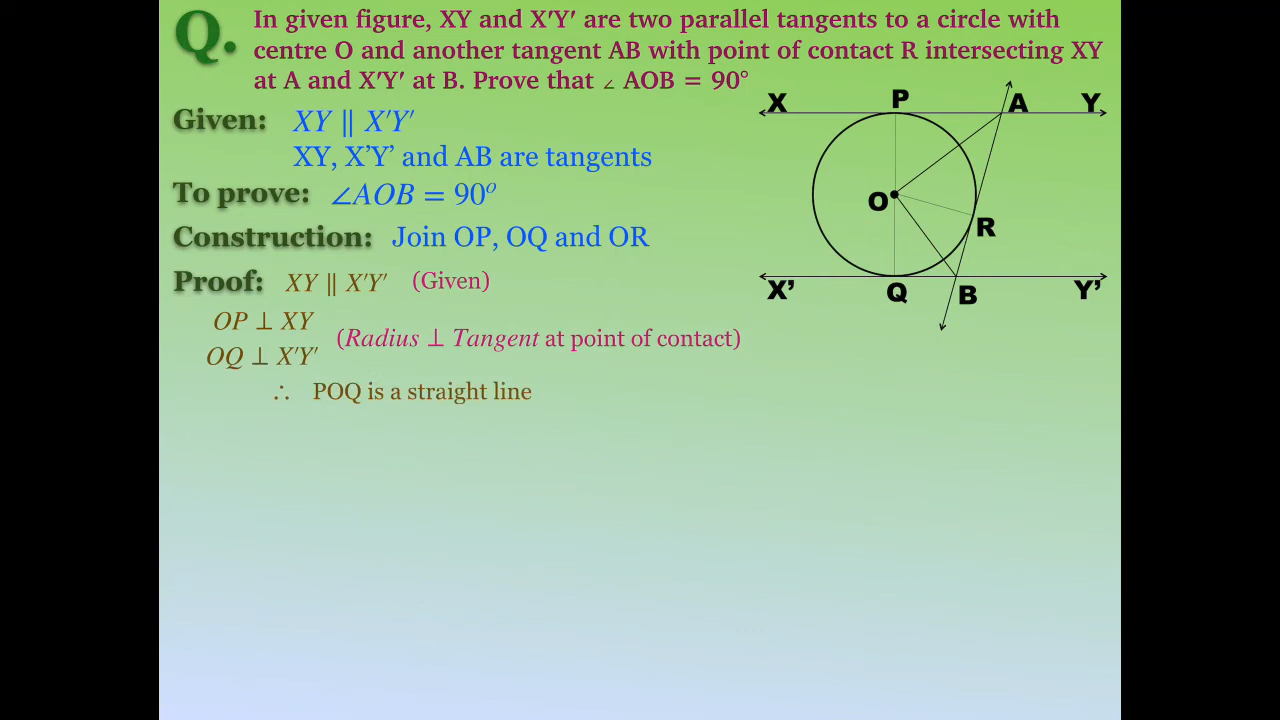 Q. In given figure, XY and X′Y′ are two parallel tangents to a circle with
centre O and another tangent AB with point of contact R intersecting XY
at A and X′Y′ at B. Prove that ∠ AOB = 90°
Given: XY ∥ X′Y′
XY, X’Y’ and AB are tangents
To prove: ∠AOB = 90ᵒ
Construction: Join OP, OQ and OR
Proof: XY ∥ X′Y′ (Given)
OP ⊥ XY
OQ ⊥ X′Y′
(Radius ⊥ Tangent at point of contact)
∴ POQ is a straight line
X P A Y
O
R
X’ Q B Y’